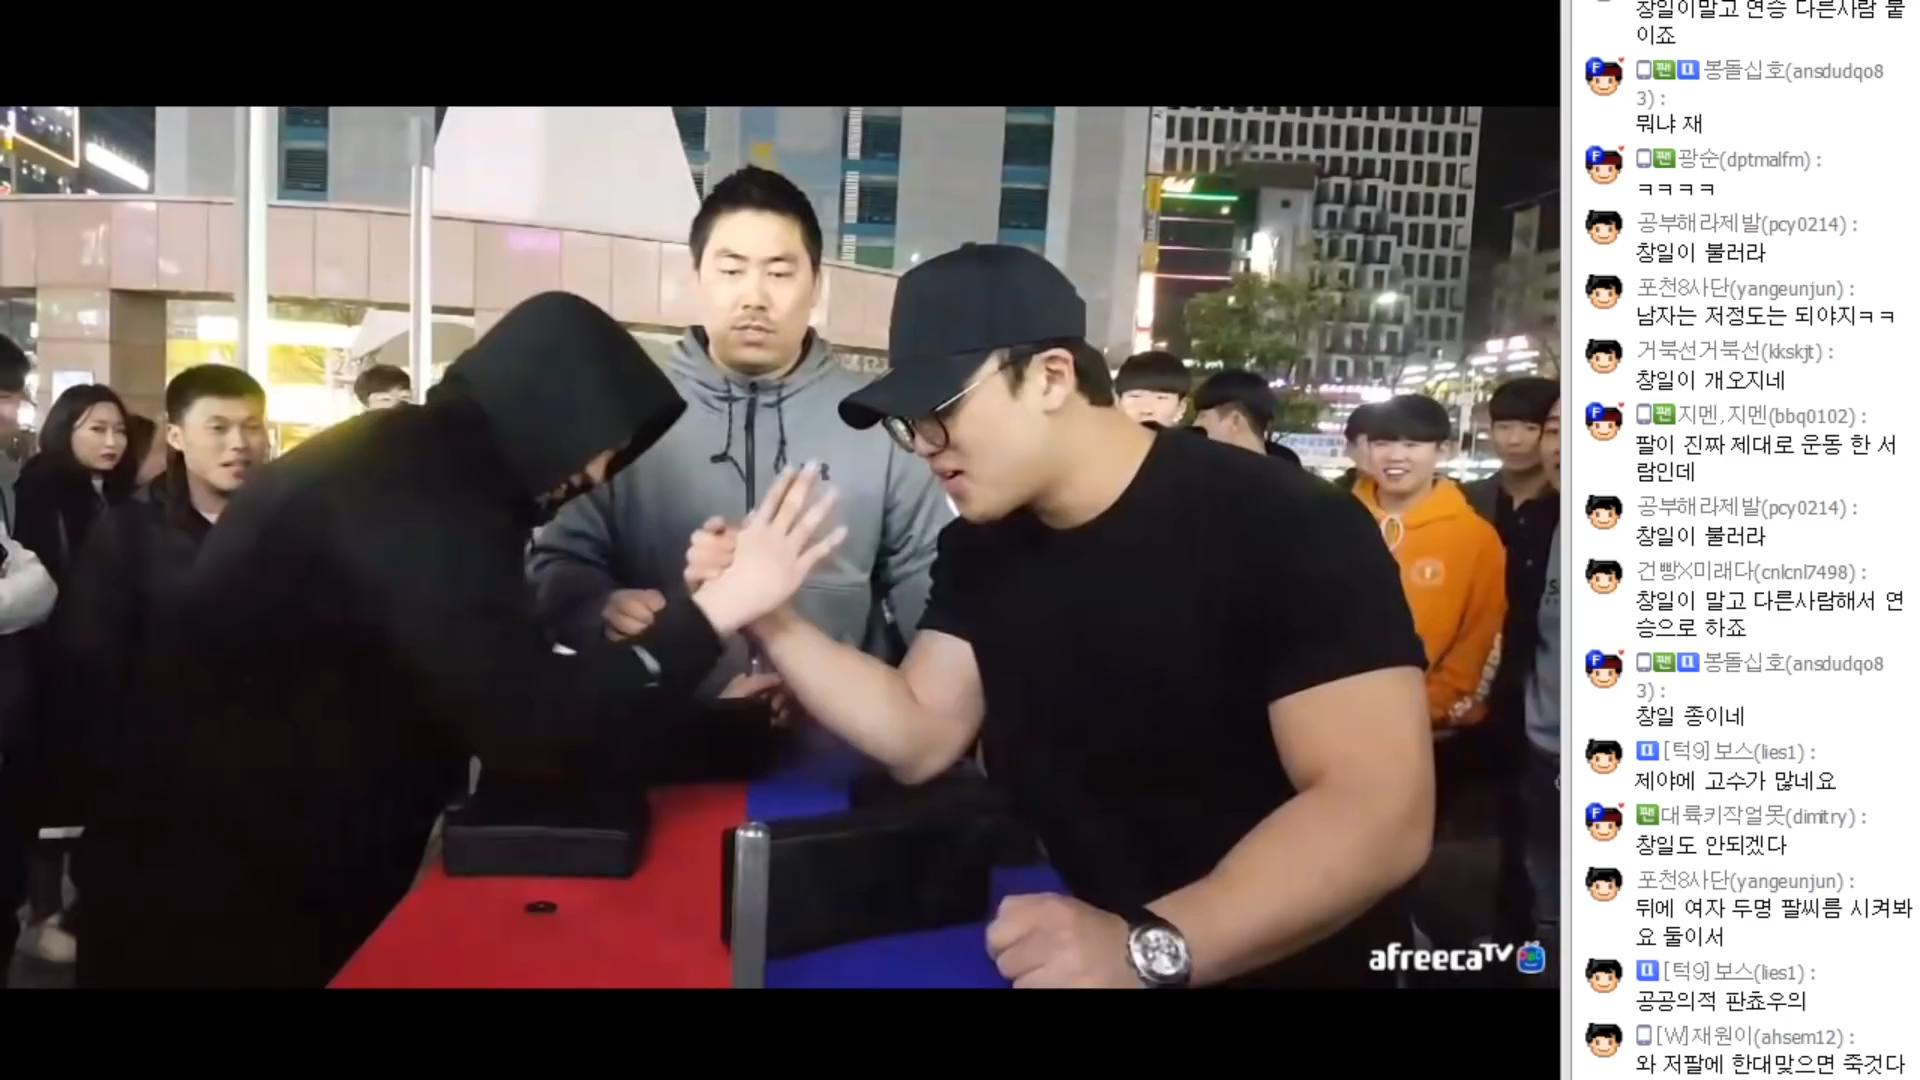 afreecaTV
창일이말고 연승 다른사람 붙
이죠
팬 봉돌십호(ansdudqo8
3) :
뭐냐 재
팬 광순(dptmalfm) :
ㅋㅋㅋㅋ
공부해라제발(pcy0214) :
창일이 불러라
포천8사단(yangeunjun) :
남자는 저정도는 되야지ㅋㅋ
거북선거북선(kkskjt) :
창일이 개오지네
팬 지멘,지멘(bbq0102) :
팔이 진짜 제대로 운동 한 서
람인데
공부해라제발(pcy0214) :
창일이 불러라
건빵X미래다(cnlcnl7498) :
창일이 말고 다른사람해서 연
승으로 하죠
팬 봉돌십호(ansdudqo8
3) :
창일 종이네
[턱9]보스(lies1) :
제야에 고수가 많네요
팬 대륙키작얼못(dimitry) :
창일도 안되겠다
포천8사단(yangeunjun) :
뒤에 여자 두명 팔씨름 시켜봐
요 둘이서
[턱9]보스(lies1) :
공공의적 판쵸우의
[W]재원이(ahsem12) :
와 저팔에 한대맞으면 죽것다